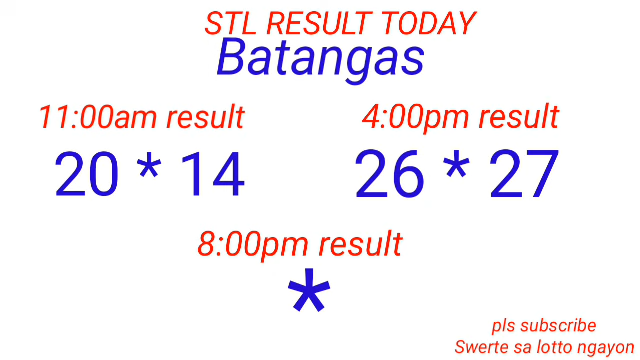 STL RESULT TODAY
Batangas
11:00am result
20 * 14
4:00pm result
26 * 27
8:00pm result
*
pls subscribe
Swerte sa lotto ngayon